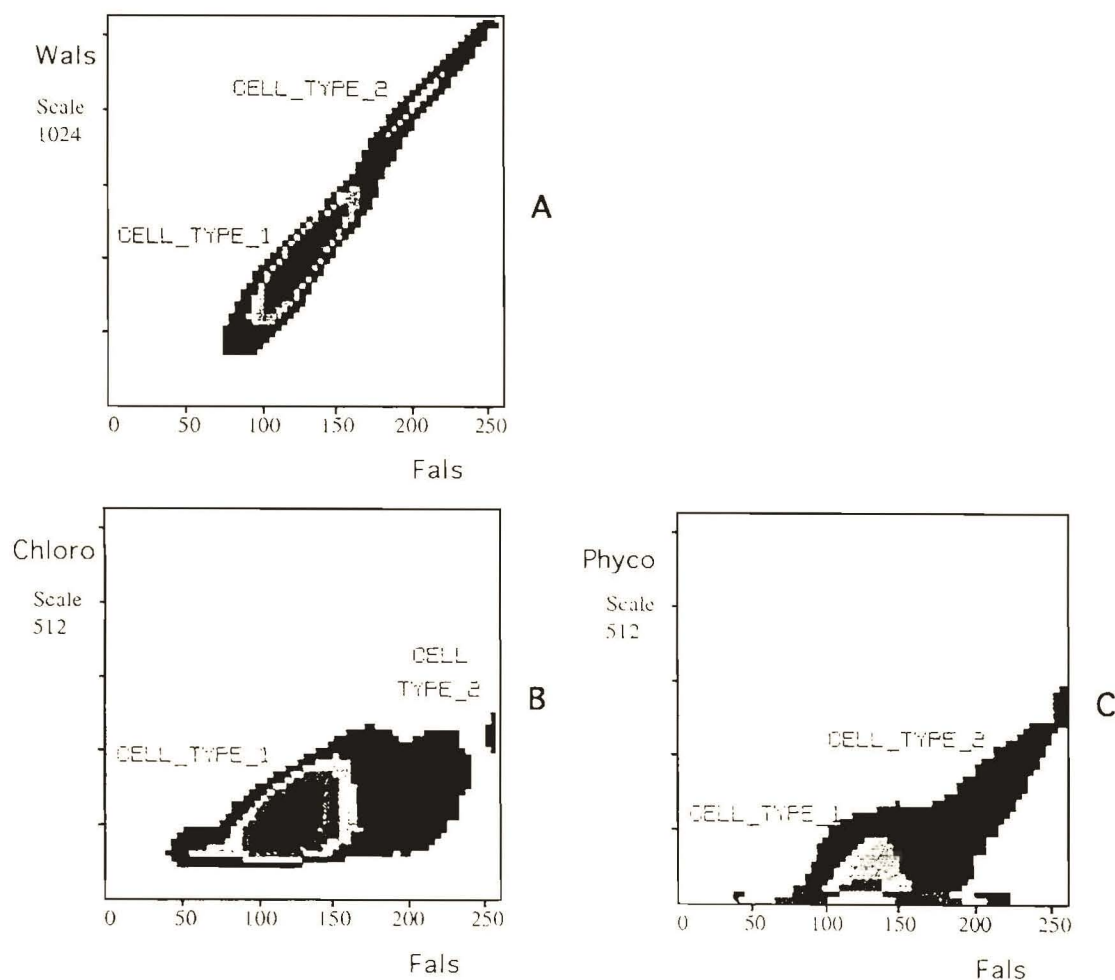 Wals
Scale
1024
CELL_TYPE_2
CELL_TYPE_1
A
0 50 100 150 200 250
Fals
Chloro
Scale
512
CELL
TYPE_2
CELL_TYPE_1
B
0 50 100 150 200 250
Fals
Phyco
Scale
512
CELL_TYPE_2
CELL_TYPE_1
C
0 50 100 150 200 250
Fals